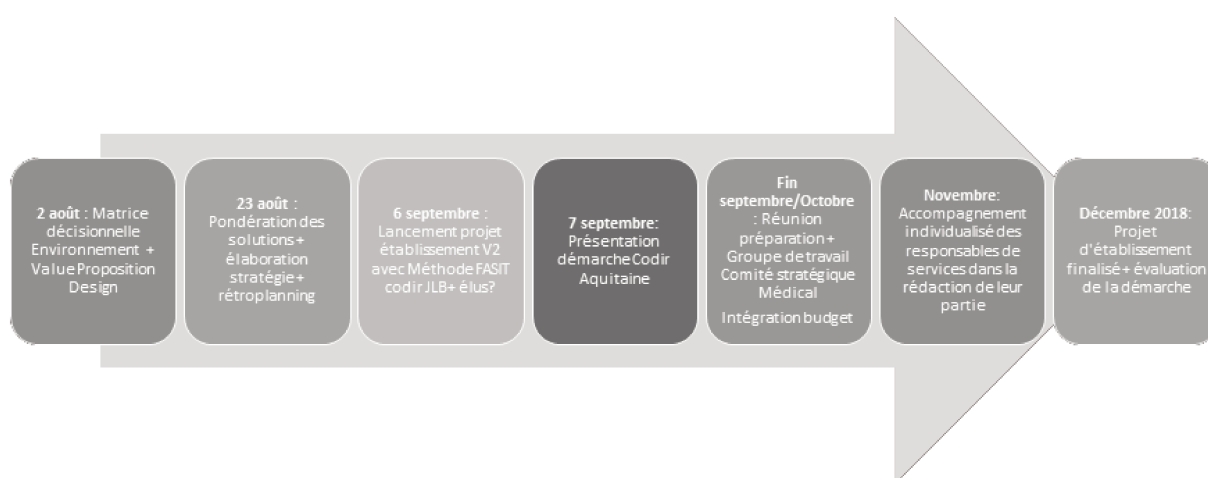 2 août : Matrice
décisionnelle
Environnement +
Value Proposition
Design
23 août :
Pondération des
solutions +
élaboration
stratégie +
rétroplanning
6 septembre :
Lancement projet
établissement V2
avec Méthode FASIT
codir JLB+ élus?
7 septembre:
Présentation
démarche Codir
Aquitaine
Fin
septembre/Octobre
: Réunion
préparation +
Groupe de travail
Comité stratégique
Médical
Intégration budget
Novembre:
Accompagnement
individualisé des
responsables de
services dans la
rédaction de leur
partie
Décembre 2018:
Projet
d'établissement
finalisé + évaluation
de la démarche